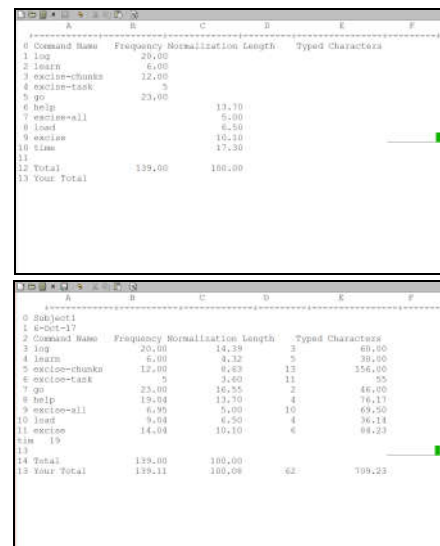 A B C D E F
0 Command Name Frequency Normalization Length Typed Characters
1 log 20.00
2 learn 6.00
3 excise-chunks 12.00
4 excise-task 5
5 go 23.00
6 help 13.70
7 excise-all 5.00
8 load 6.50
9 excise 10.10
10 time 17.30
11
12 Total 139.00 100.00
13 Your Total
A B C D E F
0 Subject1
1 6-Oct-17
2 Command Name Frequency Normalization Length Typed Characters
3 log 20.00 14.39 3 60.00
4 learn 6.00 4.32 5 30.00
5 excise-chunks 12.00 8.63 13 156.00
6 excise-task 5 3.60 11 55
7 go 23.00 16.55 2 46.00
8 help 19.04 13.70 4 76.17
9 excise-all 6.95 5.00 10 69.50
10 load 9.04 6.50 4 36.14
11 excise 14.04 10.10 6 84.23
tim 19
13
14 Total 139.00 100.00
13 Your Total 139.11 100.08 62 709.23